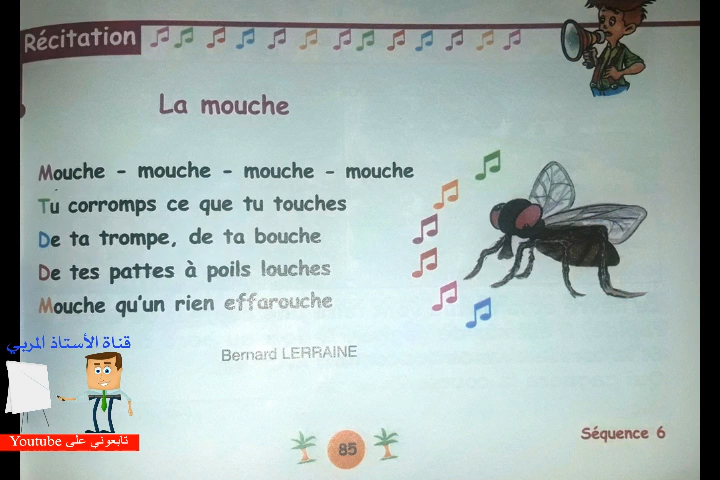 Récitation
La mouche
Mouche - mouche - mouche - mouche
Tu corromps ce que tu touches
De ta trompe, de ta bouche
De tes pattes à poils louches
Mouche qu'un rien effarouche
Bernard LERRAINE
قناة الأستاذ المربي
تابعوني على Youtube
85
Séquence 6